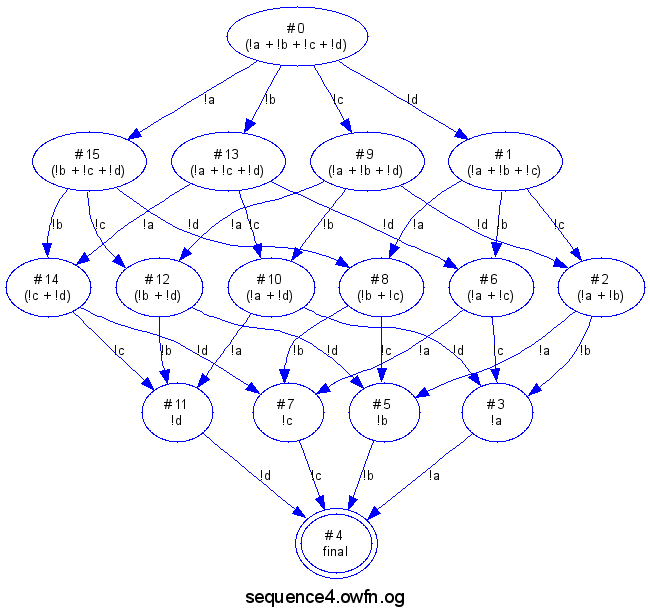 #0
(!a + !b + !c + !d)
!a !b !c !d
#15 #13 #9 #1
(!b + !c + !d) (!a + !c + !d) (!a + !b + !d) (!a + !b + !c)
!b !c !a !d !c !d !a !b !d !a !b !c
#14 #12 #10 #8 #6 #2
(!c + !d) (!b + !d) (!a + !d) (!b + !c) (!a + !c) (!a + !b)
!c !b !d !a !d !b !c !a !d !c !a !b
#11 #7 #5 #3
!d !c !b !a
!d !c !b !a
#4
final
sequence4.owfn.og